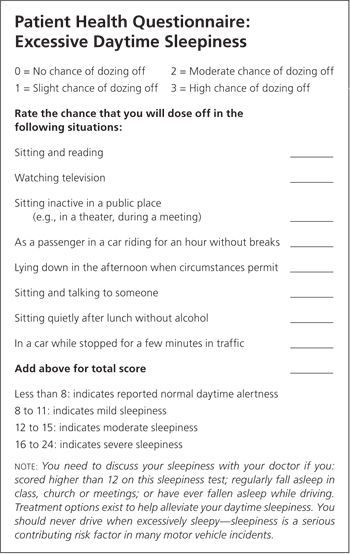 Patient Health Questionnaire:
Excessive Daytime Sleepiness
0 = No chance of dozing off 2 = Moderate chance of dozing off
1 = Slight chance of dozing off 3 = High chance of dozing off
Rate the chance that you will dose off in the
following situations:
Sitting and reading
Watching television
Sitting inactive in a public place
(e.g., in a theater, during a meeting)
As a passenger in a car riding for an hour without breaks
Lying down in the afternoon when circumstances permit
Sitting and talking to someone
Sitting quietly after lunch without alcohol
In a car while stopped for a few minutes in traffic
Add above for total score
Less than 8: indicates reported normal daytime alertness
8 to 11: indicates mild sleepiness
12 to 15: indicates moderate sleepiness
16 to 24: indicates severe sleepiness
NOTE: You need to discuss your sleepiness with your doctor if you:
scored higher than 12 on this sleepiness test; regularly fall asleep in
class, church or meetings; or have ever fallen asleep while driving.
Treatment options exist to help alleviate your daytime sleepiness. You
should never drive when excessively sleepy—sleepiness is a serious
contributing risk factor in many motor vehicle incidents.